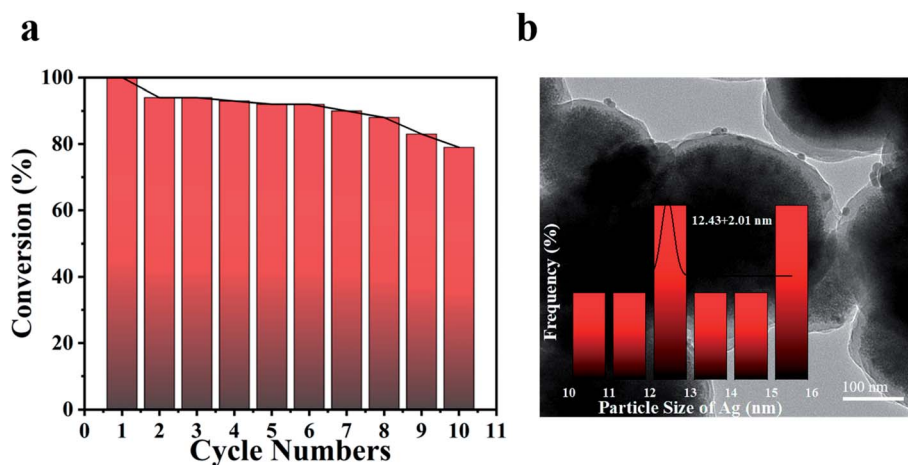 a
b
100
80
60
40
20
0
Conversion (%)
0 1 2 3 4 5 6 7 8 9 10 11
Cycle Numbers
12.43+2.01 nm
Frequency (%)
10 11 12 13 14 15 16
Particle Size of Ag (nm)
100 nm